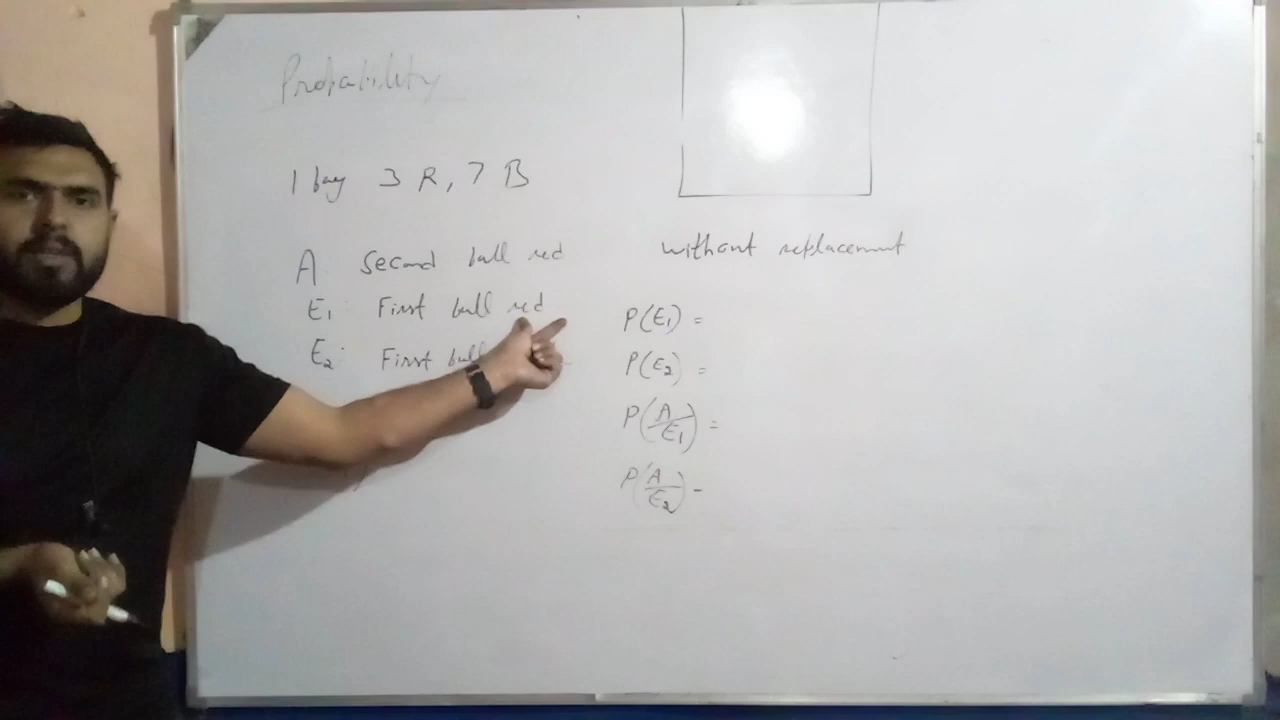 Probability
1 bag 3 R, 7 B
A Second ball red
without replacement
E₁: First ball red
P(E₁) =
E₂: First ball
P(E₂) =
P(A/E₁) =
P(A/E₂) -